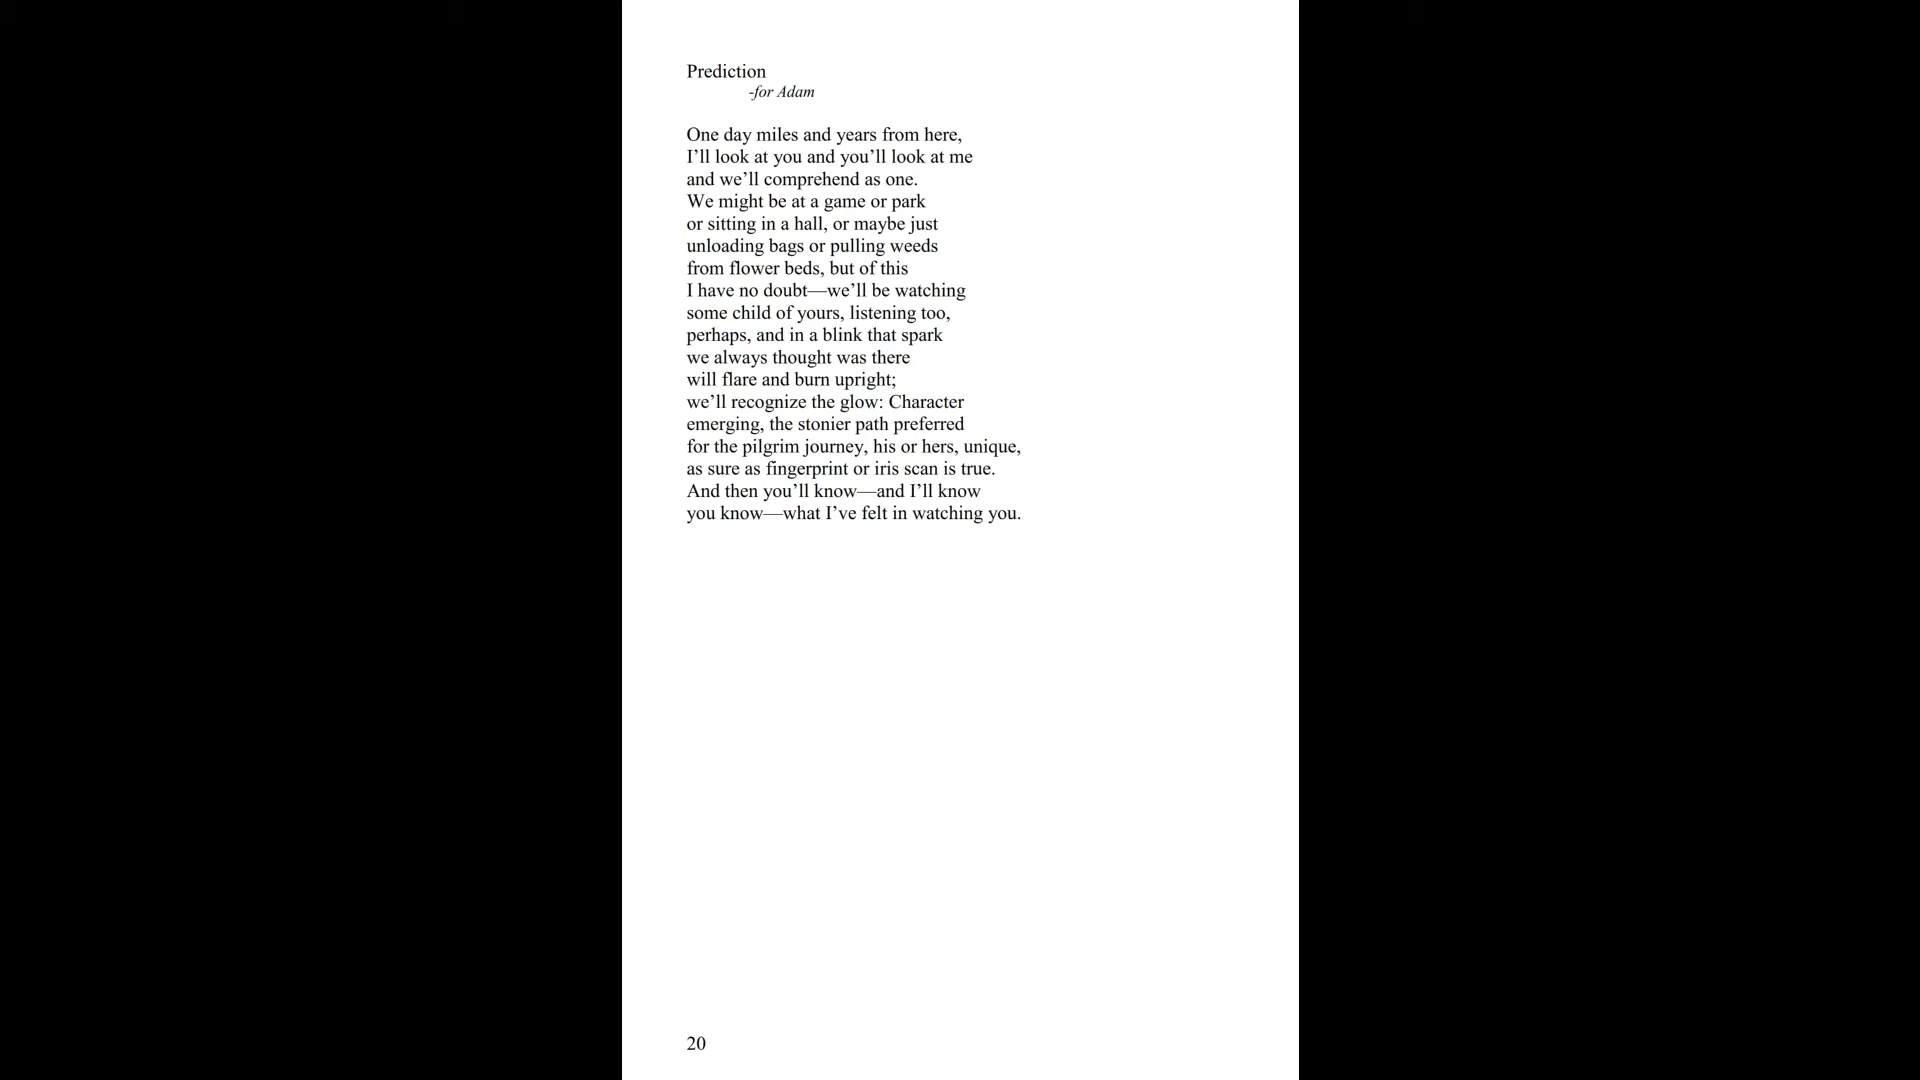 Prediction
-for Adam
One day miles and years from here,
I’ll look at you and you’ll look at me
and we’ll comprehend as one.
We might be at a game or park
or sitting in a hall, or maybe just
unloading bags or pulling weeds
from flower beds, but of this
I have no doubt—we’ll be watching
some child of yours, listening too,
perhaps, and in a blink that spark
we always thought was there
will flare and burn upright;
we’ll recognize the glow: Character
emerging, the stonier path preferred
for the pilgrim journey, his or hers, unique,
as sure as fingerprint or iris scan is true.
And then you’ll know—and I’ll know
you know—what I’ve felt in watching you.
20